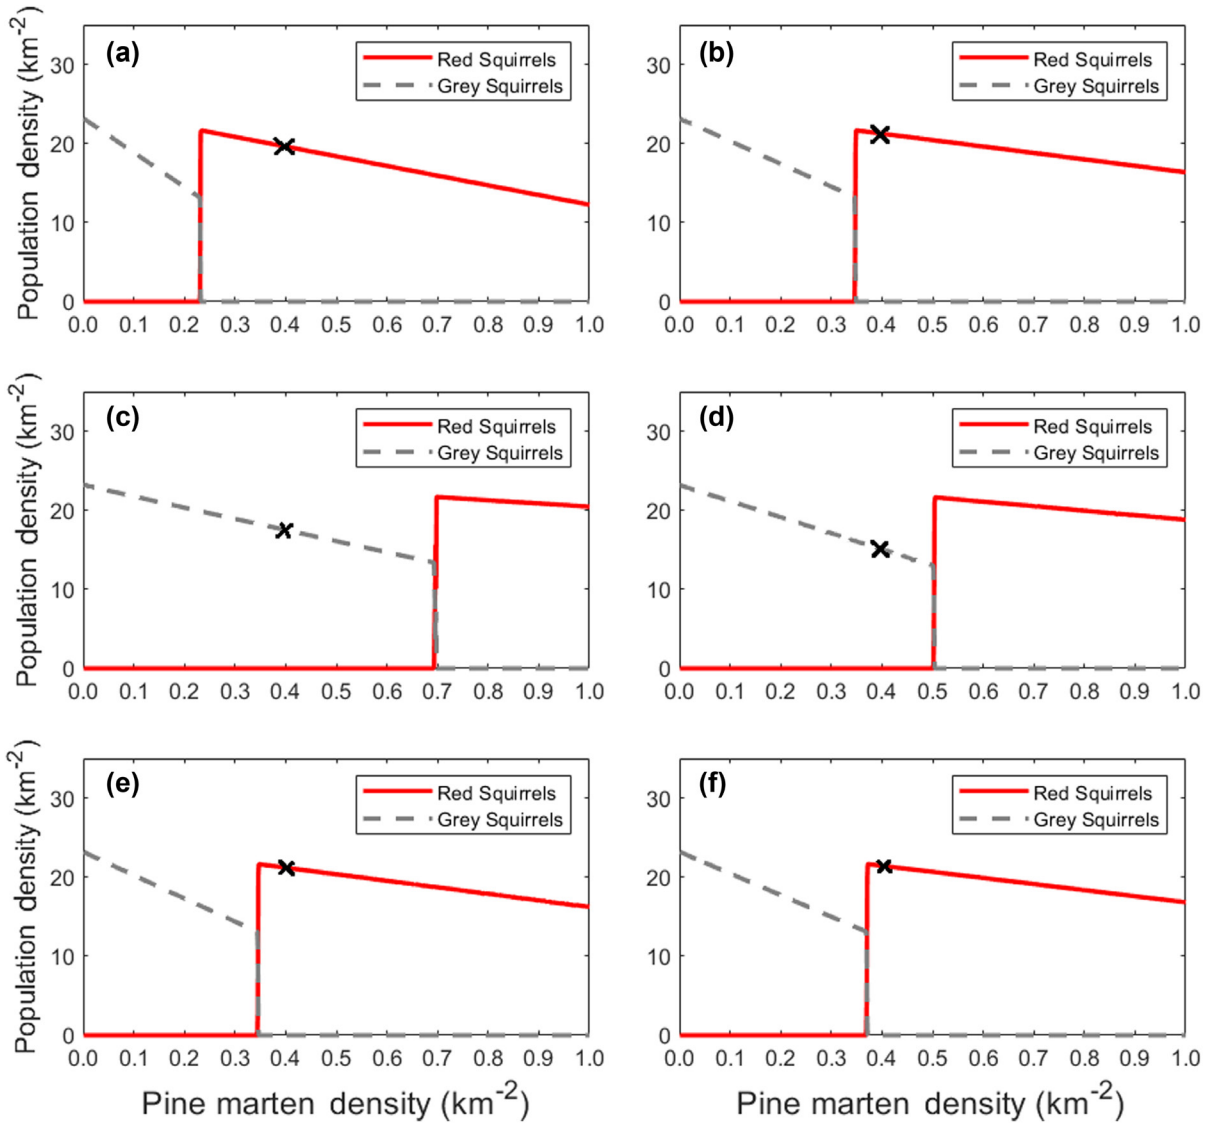 (a)
Red Squirrels
Grey Squirrels
Population density (km-2)
30
20
10
0
0.0 0.1 0.2 0.3 0.4 0.5 0.6 0.7 0.8 0.9 1.0
(b)
Red Squirrels
Grey Squirrels
30
20
10
0
0.0 0.1 0.2 0.3 0.4 0.5 0.6 0.7 0.8 0.9 1.0
(c)
Red Squirrels
Grey Squirrels
Population density (km-2)
30
20
10
0
0.0 0.1 0.2 0.3 0.4 0.5 0.6 0.7 0.8 0.9 1.0
(d)
Red Squirrels
Grey Squirrels
30
20
10
0
0.0 0.1 0.2 0.3 0.4 0.5 0.6 0.7 0.8 0.9 1.0
(e)
Red Squirrels
Grey Squirrels
Population density (km-2)
30
20
10
0
0.0 0.1 0.2 0.3 0.4 0.5 0.6 0.7 0.8 0.9 1.0
Pine marten density (km-2)
(f)
Red Squirrels
Grey Squirrels
30
20
10
0
0.0 0.1 0.2 0.3 0.4 0.5 0.6 0.7 0.8 0.9 1.0
Pine marten density (km-2)